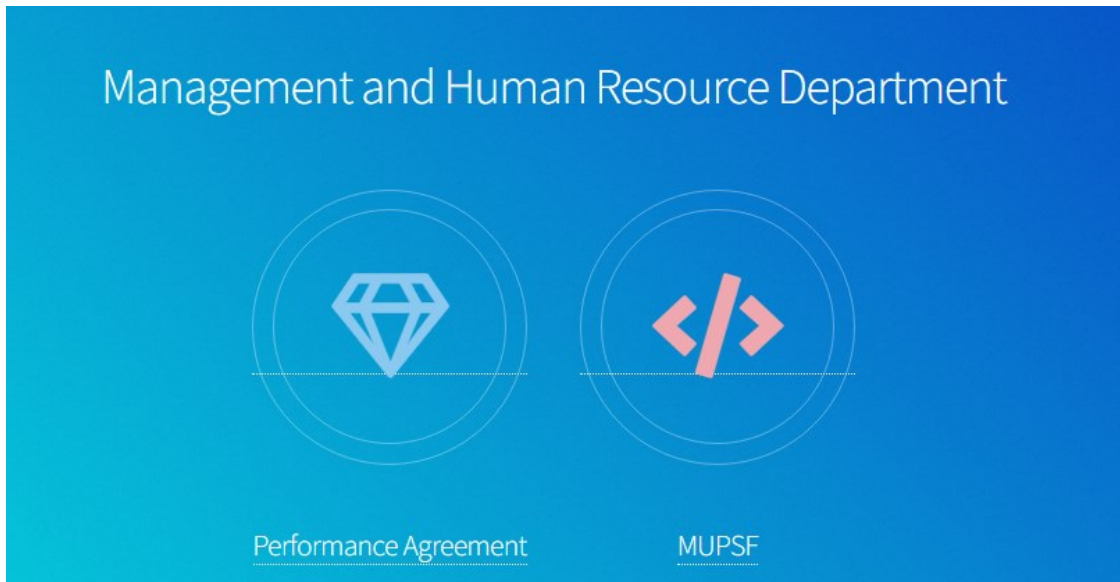 Management and Human Resource Department
Performance Agreement
MUPSF